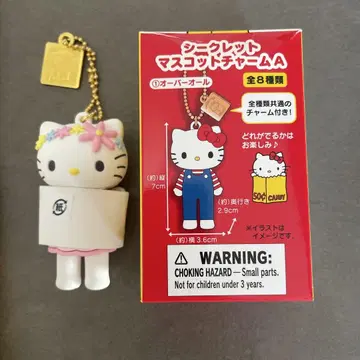 シークレット
マスコットチャームA
全8種類
①オーバーオール
全種類共通の
チャーム付き!
どれがでるかは
お楽しみ♪
(約)縦
7cm
(約)奥行き
2.9cm
50¢ CANDY
(約)横3.6cm
※イラストは
イメージです。
WARNING:
CHOKING HAZARD — Small parts.
Not for children under 3 years.
紙